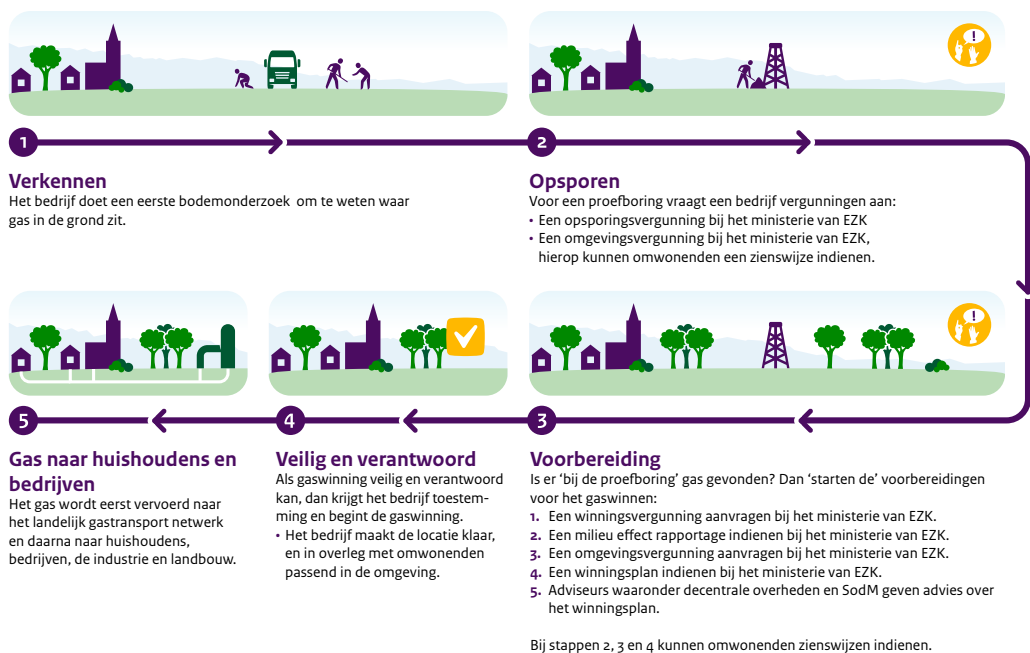 1
Verkennen
Het bedrijf doet een eerste bodemonderzoek om te weten waar
gas in de grond zit.
!
2
Opsporen
Voor een proefboring vraagt een bedrijf vergunningen aan:
• Een opsporingsvergunning bij het ministerie van EZK
• Een omgevingsvergunning bij het ministerie van EZK,
hierop kunnen omwonenden een zienswijze indienen.
!
3
Voorbereiding
Is er 'bij de proefboring' gas gevonden? Dan 'starten de' voorbereidingen
voor het gaswinnen:
1. Een winningsvergunning aanvragen bij het ministerie van EZK.
2. Een milieu effect rapportage indienen bij het ministerie van EZK.
3. Een omgevingsvergunning aanvragen bij het ministerie van EZK.
4. Een winningsplan indienen bij het ministerie van EZK.
5. Adviseurs waaronder decentrale overheden en SodM geven advies over
het winningsplan.
Bij stappen 2, 3 en 4 kunnen omwonenden zienswijzen indienen.
4
Veilig en verantwoord
Als gaswinning veilig en verantwoord
kan, dan krijgt het bedrijf toestem-
ming en begint de gaswinning.
• Het bedrijf maakt de locatie klaar,
en in overleg met omwonenden
passend in de omgeving.
5
Gas naar huishoudens en
bedrijven
Het gas wordt eerst vervoerd naar
het landelijk gastransport netwerk
en daarna naar huishoudens,
bedrijven, de industrie en landbouw.